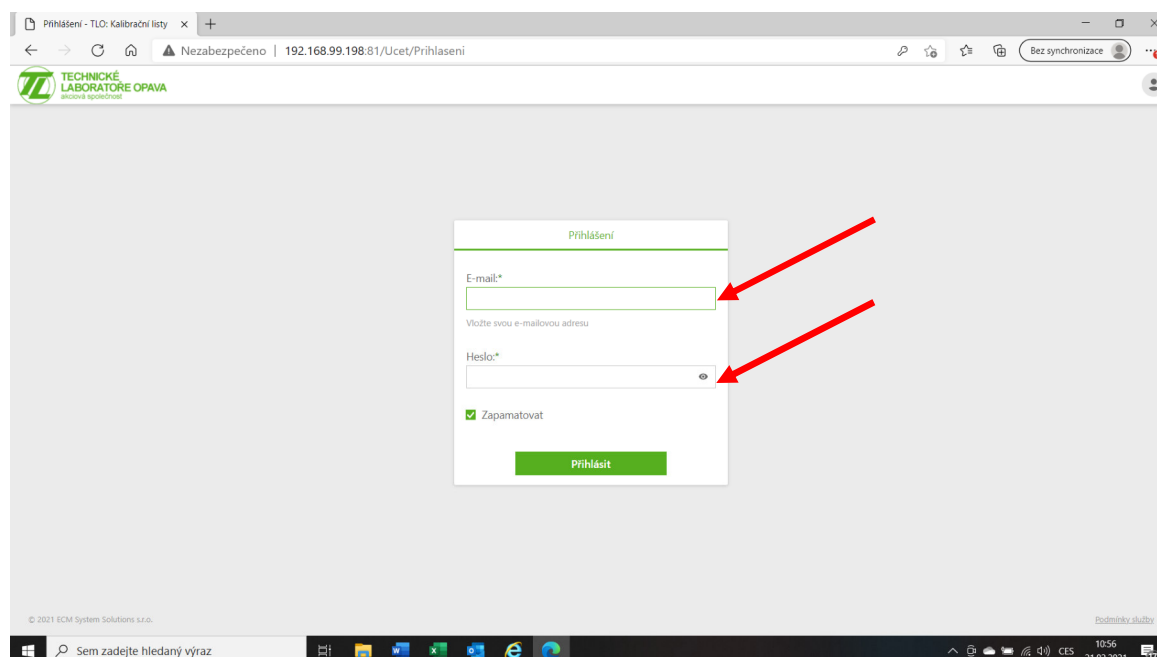 Přihlášení - TLO: Kalibrační listy
Nezabezpečeno | 192.168.99.198:81/Ucet/Prihlaseni
Bez synchronizace
TECHNICKÉ
LABORATOŘE OPAVA
akciová společnost
Přihlášení
E-mail:*
Vložte svou e-mailovou adresu
Heslo:*
Zapamatovat
Přihlásit
© 2021 ECM System Solutions s.r.o.
Podmínky služby
Sem zadejte hledaný výraz
CES
10:56